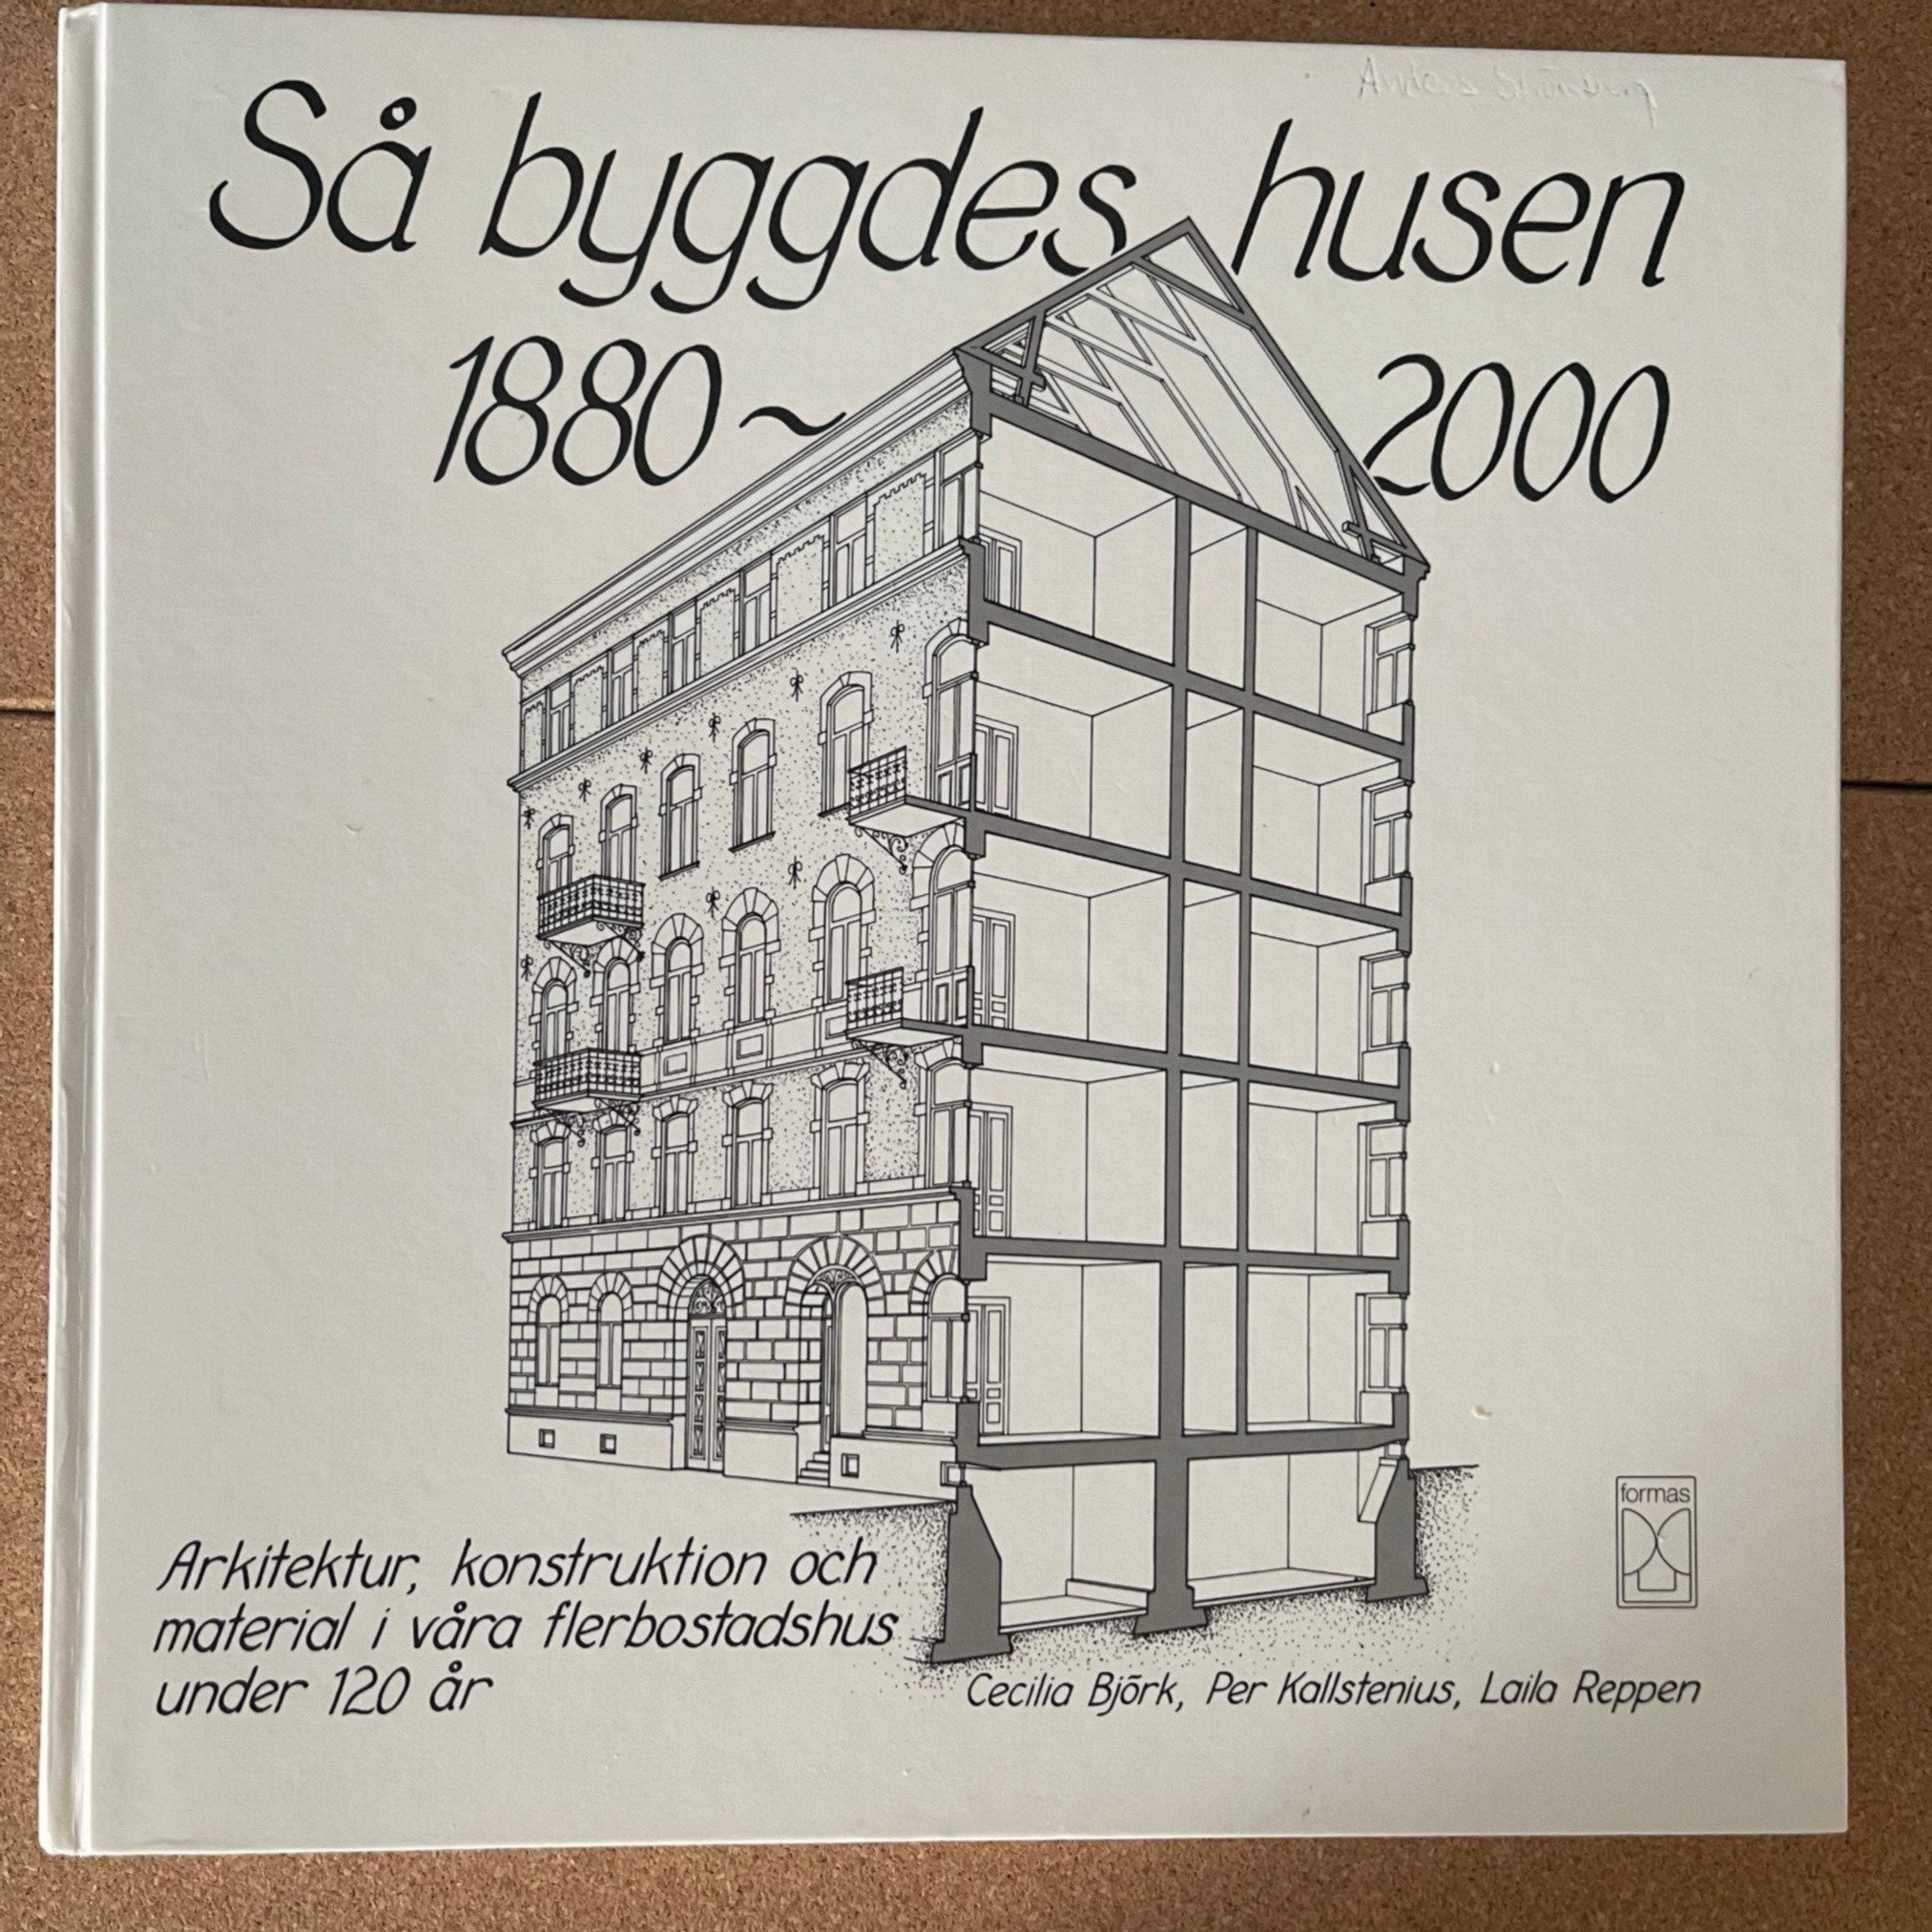 Anders
Så byggdes husen
1880~ 2000
formas
Arkitektur, konstruktion och
material i våra flerbostadshus
under 120 år
Cecilia Björk, Per Kallstenius, Laila Reppen